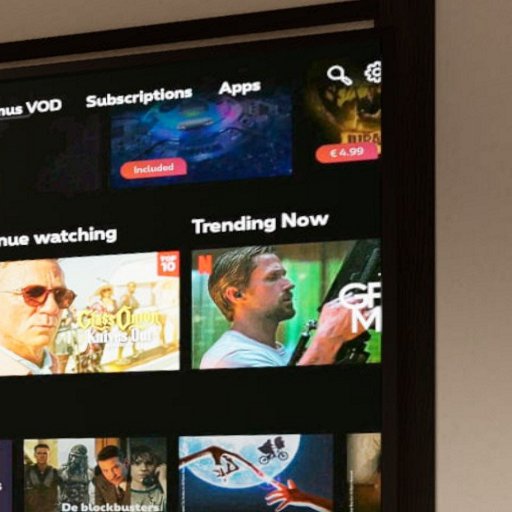 nus VOD
Subscriptions
Apps
Included
€ 4.99
nue watching
Trending Now
TOP
10
N
Glass Onion
Knives Out
M
De blockbusters